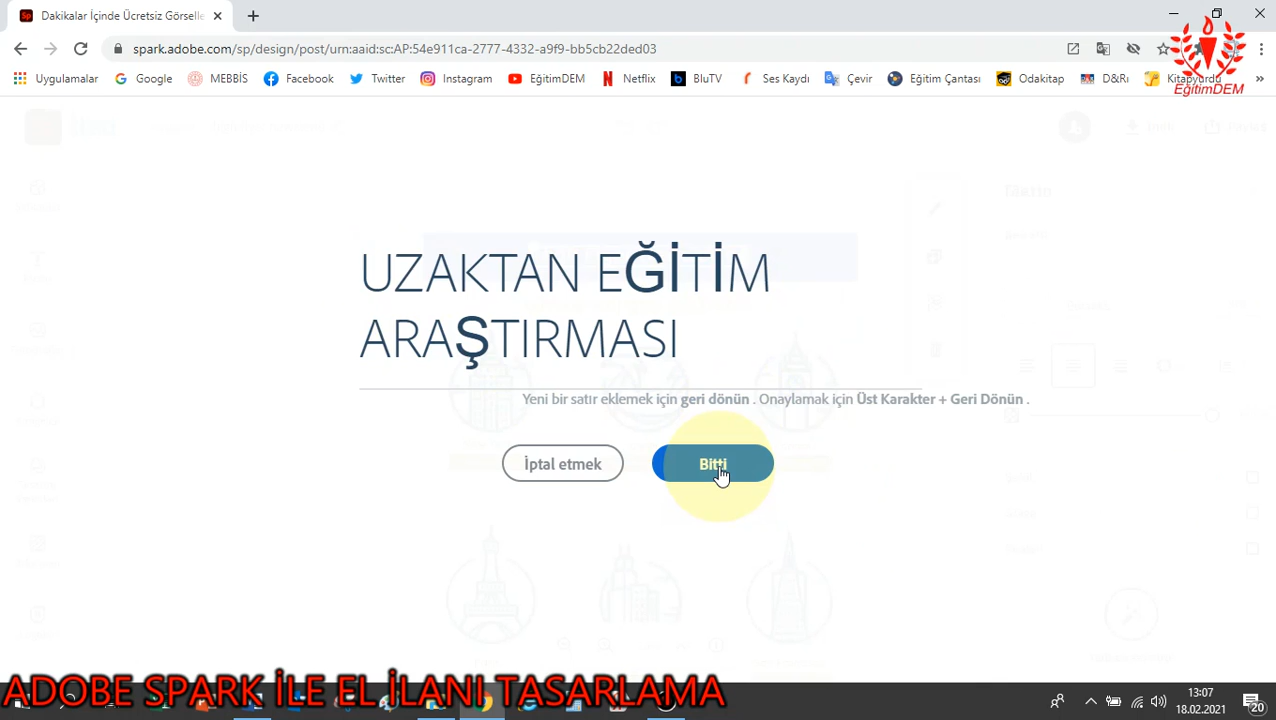 Dakikalar İçinde Ücretsiz Görselle
spark.adobe.com/sp/design/post/urn:aaid:sc:AP:54e911ca-2777-4332-a9f9-bb5cb22ded03
Uygulamalar Google MEBBİS Facebook Twitter Instagram EğitimDEM Netflix BluTV Ses Kaydı Çevir Eğitim Çantası Odakitap D&Rı Kitapyurdu
EğitimDEM
UZAKTAN EĞİTİM
ARAŞTIRMASI
Yeni bir satır eklemek için geri dönün . Onaylamak için Üst Karakter + Geri Dönün .
İptal etmek Bitti
ADOBE SPARK İLE EL İLANI TASARLAMA
13:07
18.02.2021
20